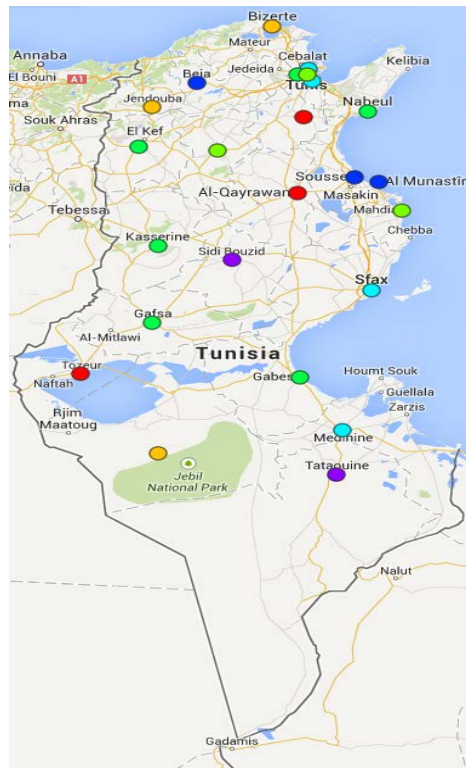 Bizerte
Annaba
Mateur
Cebalat
Kelibia
El Bouni
A1
Beja
Jedeida
Tunis
Jendouba
Nabeul
Souk Ahras
El Kef
Sousse
Al Munastir
Masakin
Al-Qayrawan
Mahdia
Tebessa
Chebba
Kasserine
Sidi Bouzid
Sfax
Gafsa
Al-Mitlawi
Tunisia
Tozeur
Houmt Souk
Naftah
Gabes
Guellala
Zarzis
Rjim
Maatoug
Medinine
Jebil
National Park
Tataouine
Nalut
Gadamis